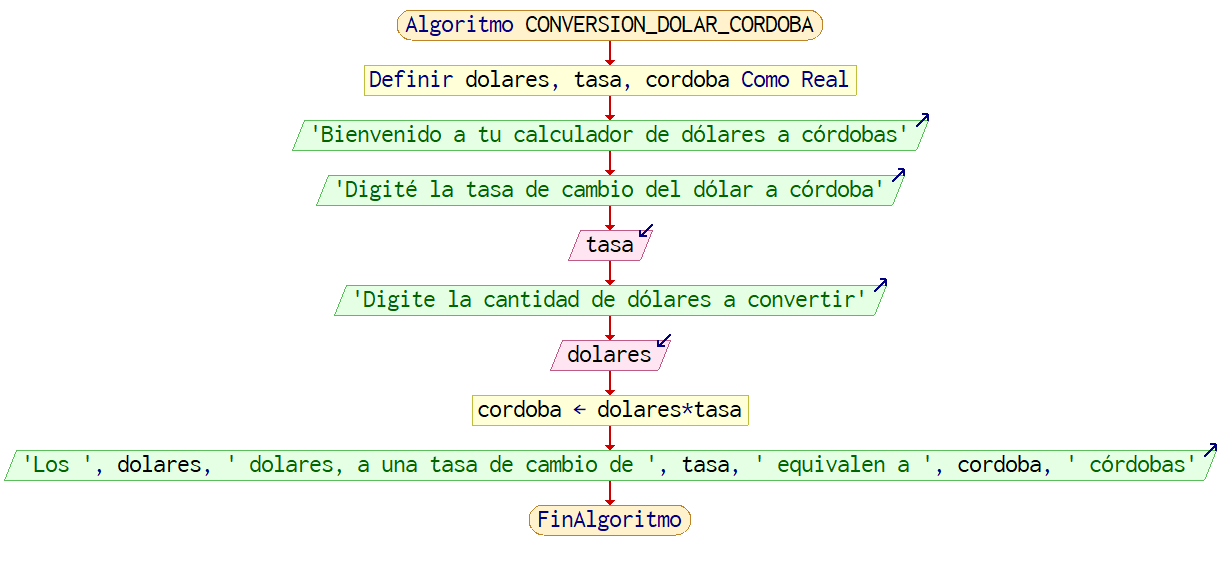 Algoritmo CONVERSION_DOLAR_CORDOBA
Definir dolares, tasa, cordoba Como Real
'Bienvenido a tu calculador de dólares a córdobas'
'Digité la tasa de cambio del dólar a córdoba'
tasa
'Digite la cantidad de dólares a convertir'
dolares
cordoba ← dolares*tasa
'Los ', dolares, ' dolares, a una tasa de cambio de ', tasa, ' equivalen a ', cordoba, ' córdobas'
FinAlgoritmo